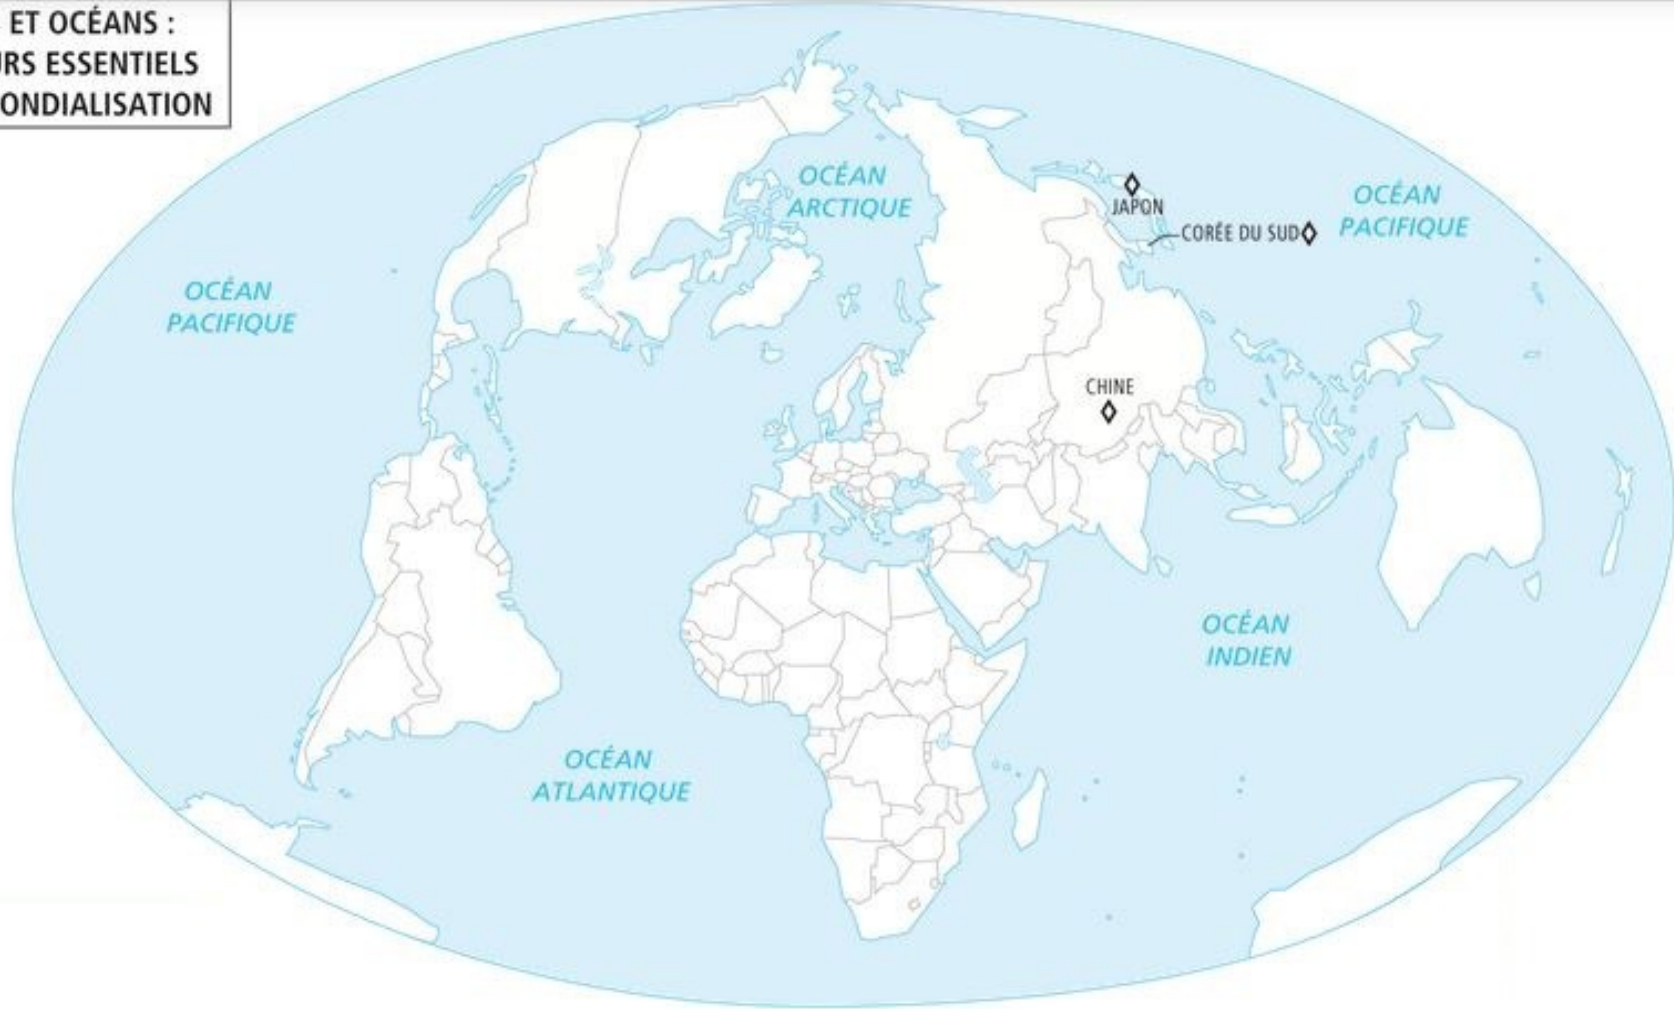 ET OCÉANS :
URS ESSENTIELS
ONDIALISATION
OCÉAN
ARCTIQUE
JAPON
CORÉE DU SUD
OCÉAN
PACIFIQUE
OCÉAN
PACIFIQUE
CHINE
OCÉAN
INDIEN
OCÉAN
ATLANTIQUE